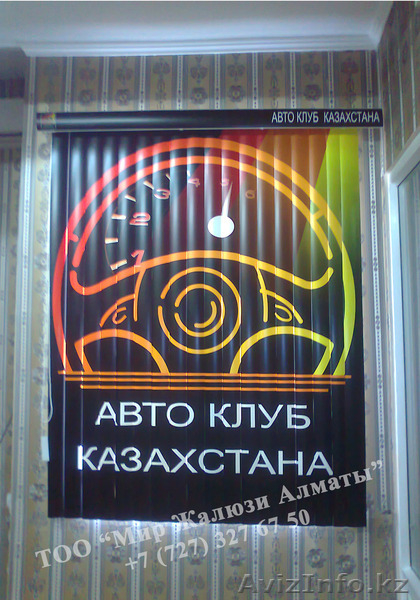 АВТО КЛУБ КАЗАХСТАНА
1 2 3 4 5 6
АВТО КЛУБ
КАЗАХСТАНА
ТОО “Мир Жалюзи Алматы”
+7 (727) 327 67 50
AvizInfo.kz